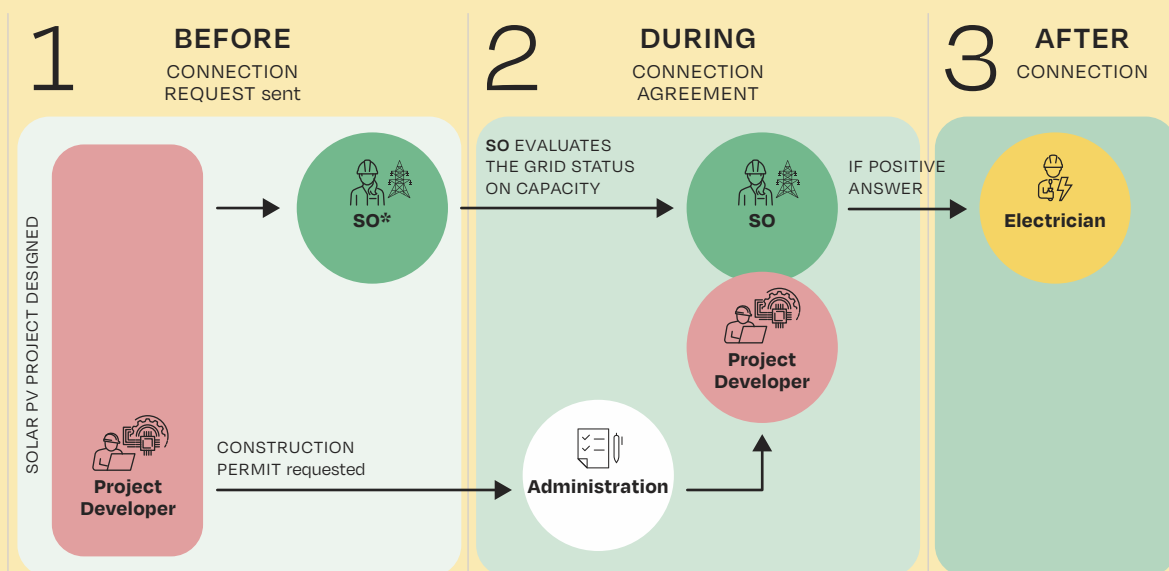 1
BEFORE
CONNECTION
REQUEST sent
SOLAR PV PROJECT DESIGNED
Project
Developer
SO*
CONSTRUCTION
PERMIT requested
2
DURING
CONNECTION
AGREEMENT
SO EVALUATES
THE GRID STATUS
ON CAPACITY
SO
Project
Developer
Administration
IF POSITIVE
ANSWER
3
AFTER
CONNECTION
Electrician